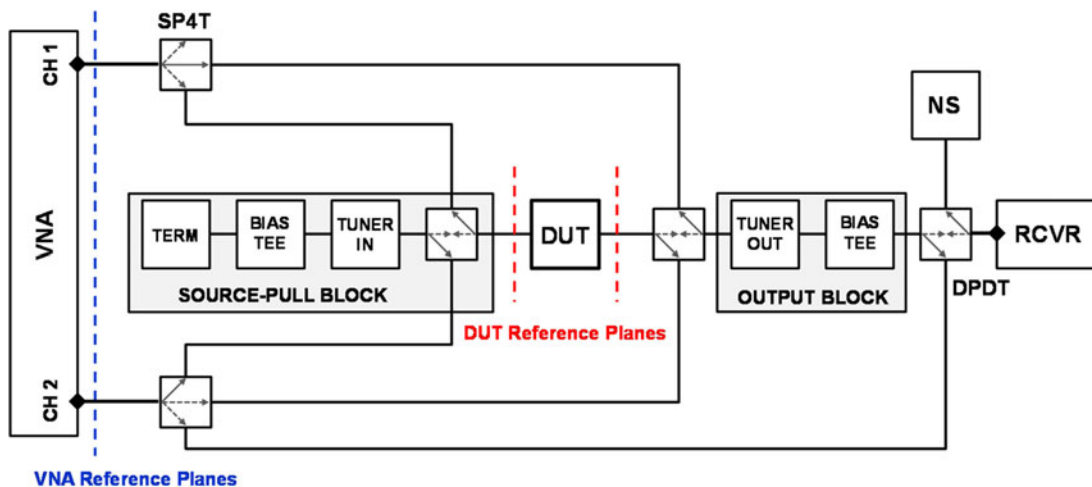 SP4T
CH 1
NS
VNA
TERM
BIAS
TEE
TUNER
IN
DUT
TUNER
OUT
BIAS
TEE
RCVR
SOURCE-PULL BLOCK
OUTPUT BLOCK
DPDT
DUT Reference Planes
CH 2
VNA Reference Planes